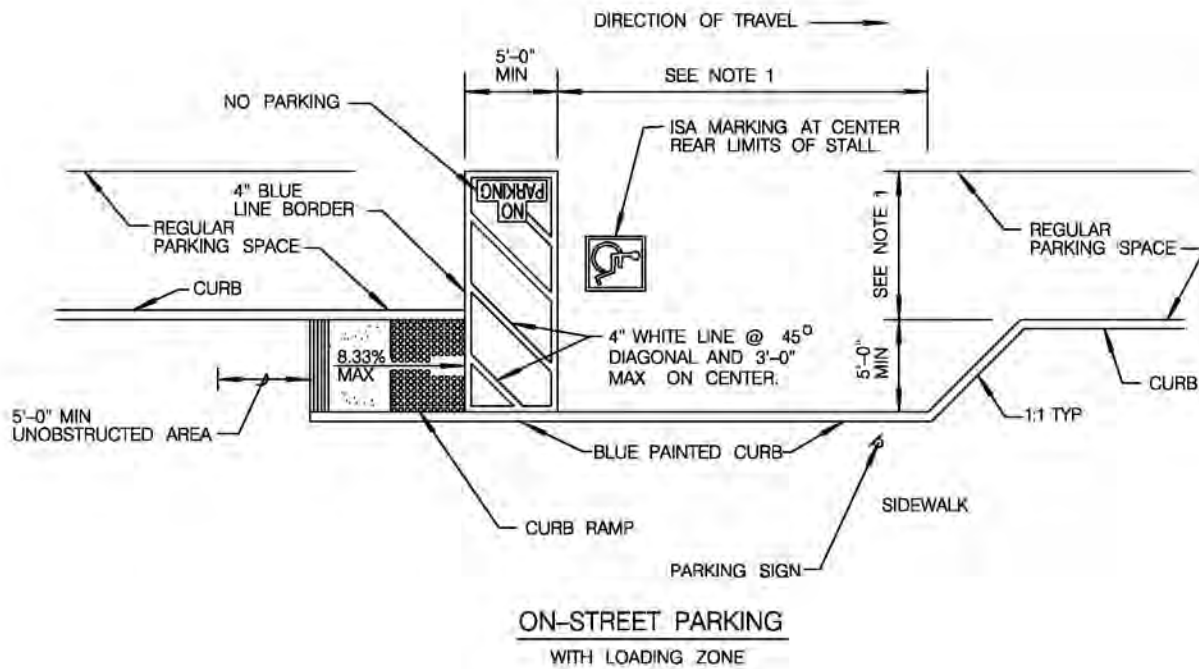 DIRECTION OF TRAVEL
5'-0"
MIN
SEE NOTE 1
NO PARKING
ISA MARKING AT CENTER
REAR LIMITS OF STALL
NO
PARKING
4" BLUE
LINE BORDER
REGULAR
PARKING SPACE
CURB
SEE NOTE 1
REGULAR
PARKING SPACE
8.33%
MAX
4" WHITE LINE @ 45°
DIAGONAL AND 3'-0"
MAX ON CENTER.
5'-0"
MIN
CURB
5'-0" MIN
UNOBSTRUCTED AREA
1:1 TYP
BLUE PAINTED CURB
SIDEWALK
CURB RAMP
PARKING SIGN
ON-STREET PARKING
WITH LOADING ZONE